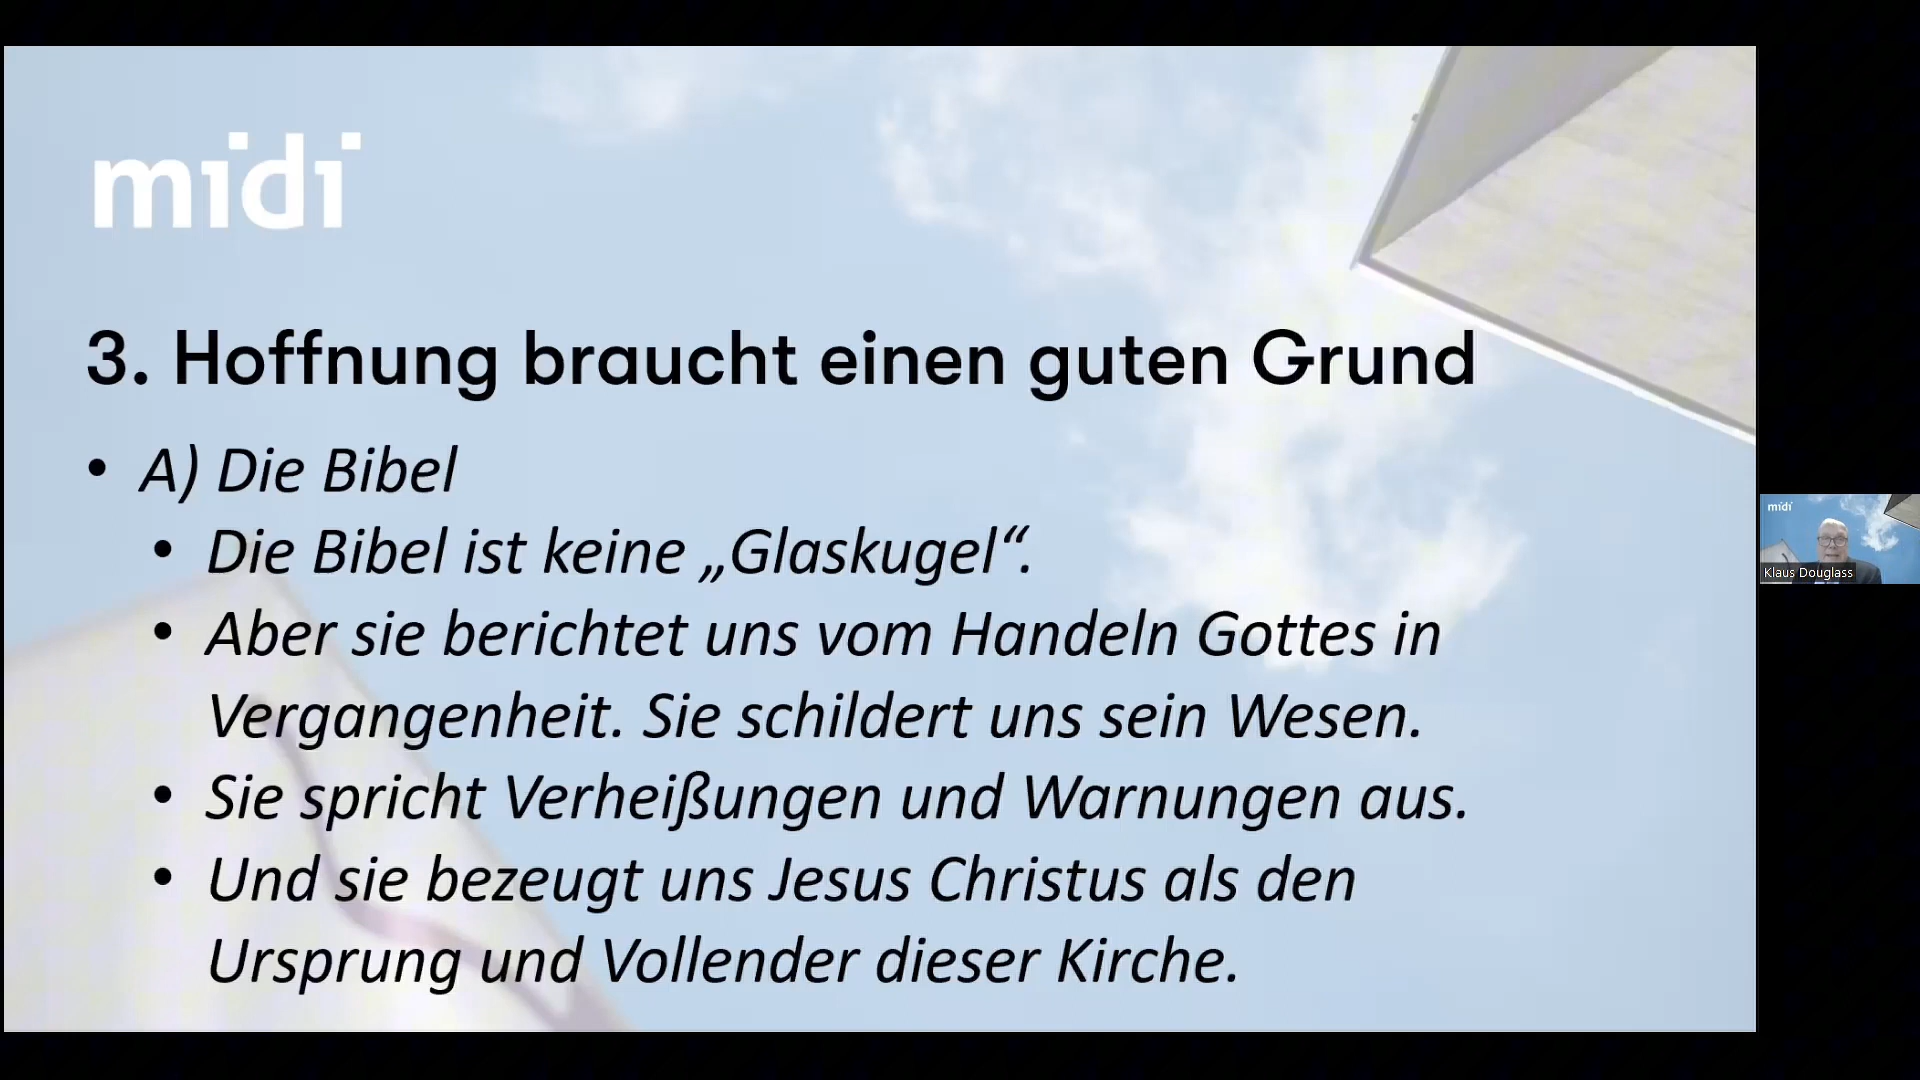 midi
3. Hoffnung braucht einen guten Grund
• A) Die Bibel
• Die Bibel ist keine „Glaskugel“.
• Aber sie berichtet uns vom Handeln Gottes in
Vergangenheit. Sie schildert uns sein Wesen.
• Sie spricht Verheißungen und Warnungen aus.
• Und sie bezeugt uns Jesus Christus als den
Ursprung und Vollender dieser Kirche.
midi
Klaus Douglass